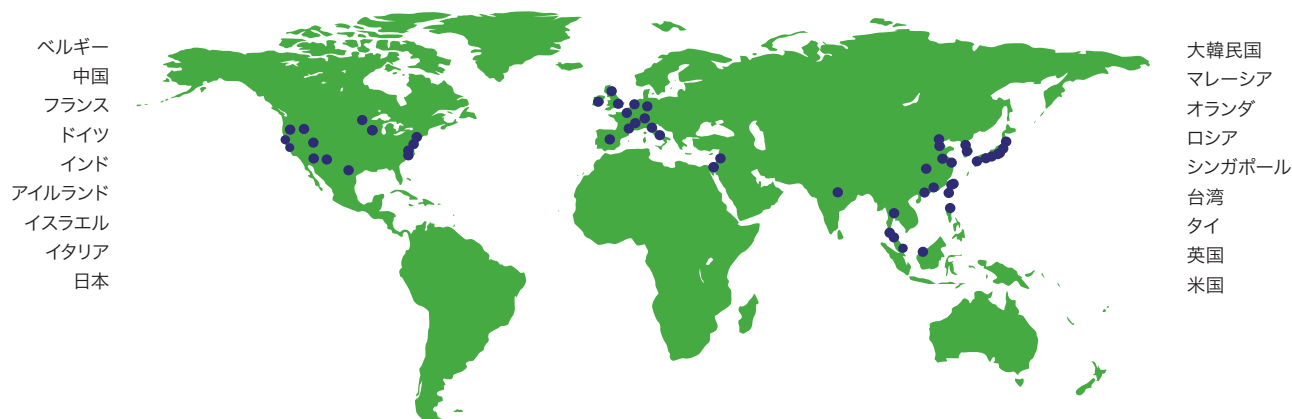 ベルギー
中国
フランス
ドイツ
インド
アイルランド
イスラエル
イタリア
日本
大韓民国
マレーシア
オランダ
ロシア
シンガポール
台湾
タイ
英国
米国